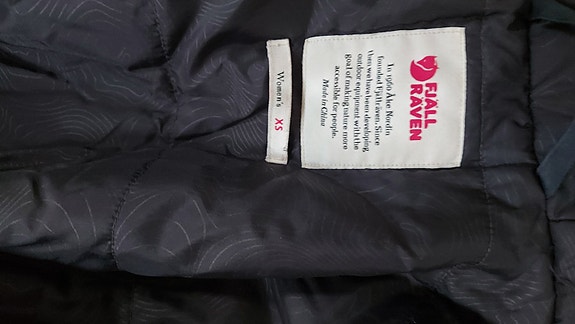 FJÄLL
RÄVEN
In 1960 Åke Nordin
founded Fjällräven. Since
then we have been developing
outdoor equipment with the
goal of making nature more
accessible for people.
Made in China
Women's XS